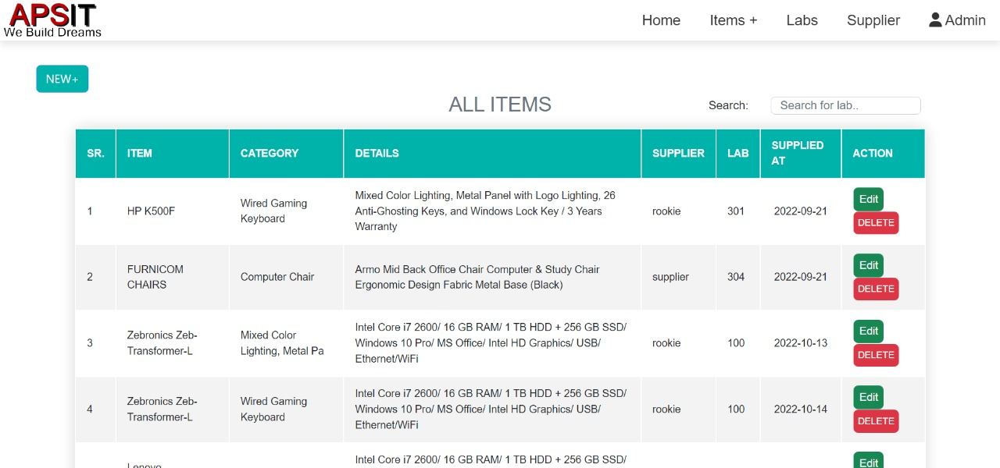 APSIT
We Build Dreams
Home Items + Labs Supplier Admin
NEW+
ALL ITEMS
Search: Search for lab..
SR. ITEM CATEGORY DETAILS SUPPLIER LAB SUPPLIED AT ACTION
1 HP K500F Wired Gaming Keyboard Mixed Color Lighting, Metal Panel with Logo Lighting, 26 Anti-Ghosting Keys, and Windows Lock Key / 3 Years Warranty rookie 301 2022-09-21 Edit DELETE
2 FURNICOM CHAIRS Computer Chair Armo Mid Back Office Chair Computer & Study Chair Ergonomic Design Fabric Metal Base (Black) supplier 304 2022-09-21 Edit DELETE
3 Zebronics Zeb-Transformer-L Mixed Color Lighting, Metal Pa Intel Core i7 2600/ 16 GB RAM/ 1 TB HDD + 256 GB SSD/ Windows 10 Pro/ MS Office/ Intel HD Graphics/ USB/ Ethernet/WiFi rookie 100 2022-10-13 Edit DELETE
4 Zebronics Zeb-Transformer-L Wired Gaming Keyboard Intel Core i7 2600/ 16 GB RAM/ 1 TB HDD + 256 GB SSD/ Windows 10 Pro/ MS Office/ Intel HD Graphics/ USB/ Ethernet/WiFi rookie 100 2022-10-14 Edit DELETE
Lenovo Intel Core i7 2600/ 16 GB RAM/ 1 TB HDD + 256 GB SSD/ Edit